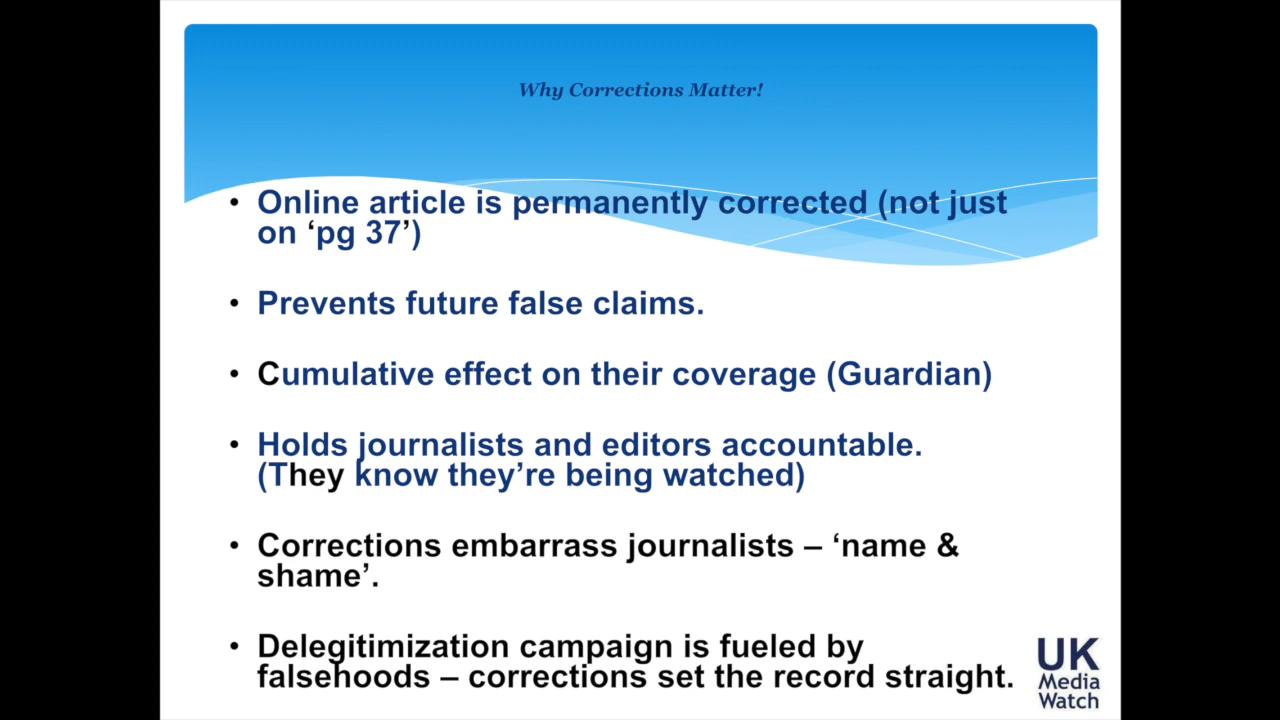 Why Corrections Matter!
• Online article is permanently corrected (not just
on ‘pg 37’)
• Prevents future false claims.
• Cumulative effect on their coverage (Guardian)
• Holds journalists and editors accountable.
(They know they’re being watched)
• Corrections embarrass journalists – ‘name &
shame’.
• Delegitimization campaign is fueled by
falsehoods – corrections set the record straight.
UK
Media
Watch